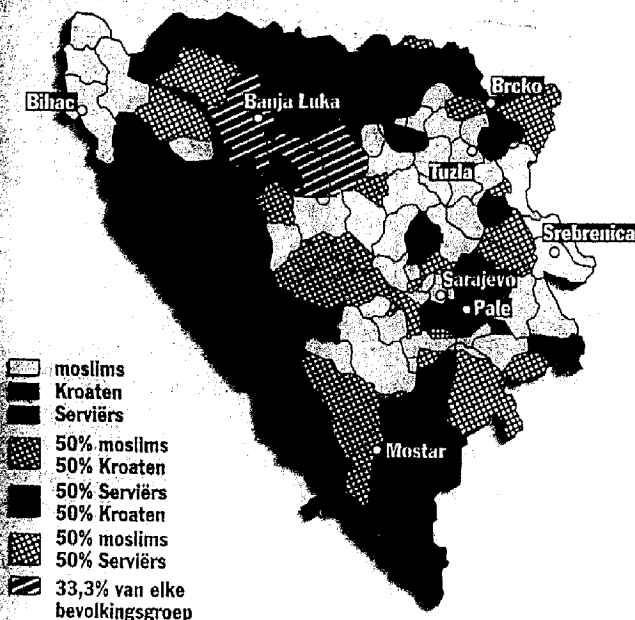 Bihac
Banja Luka
Brcko
Tuzla
Srebrenica
Sarajevo
Pale
Mostar
moslims
Kroaten
Serviërs
50% moslims
50% Kroaten
50% Serviërs
50% Kroaten
50% moslims
50% Serviërs
33,3% van elke
bevolkingsgroep